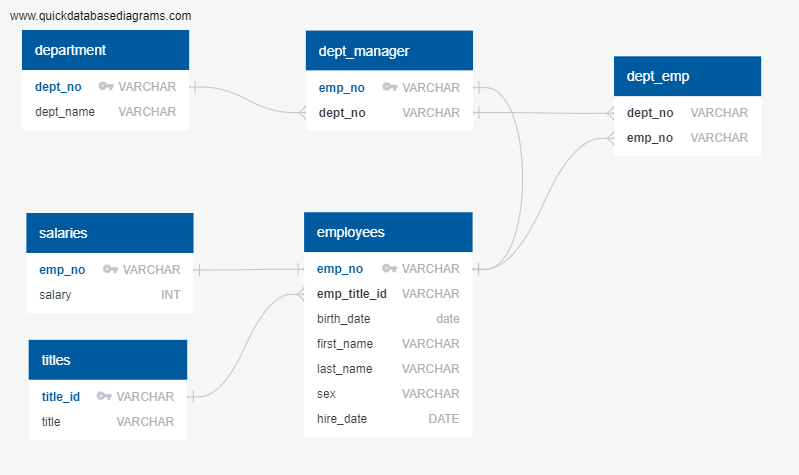 www.quickdatabasediagrams.com
department
dept_no VARCHAR
dept_name VARCHAR
dept_manager
emp_no VARCHAR
dept_no VARCHAR
dept_emp
dept_no VARCHAR
emp_no VARCHAR
salaries
emp_no VARCHAR
salary INT
employees
emp_no VARCHAR
emp_title_id VARCHAR
birth_date date
first_name VARCHAR
last_name VARCHAR
sex VARCHAR
hire_date DATE
titles
title_id VARCHAR
title VARCHAR